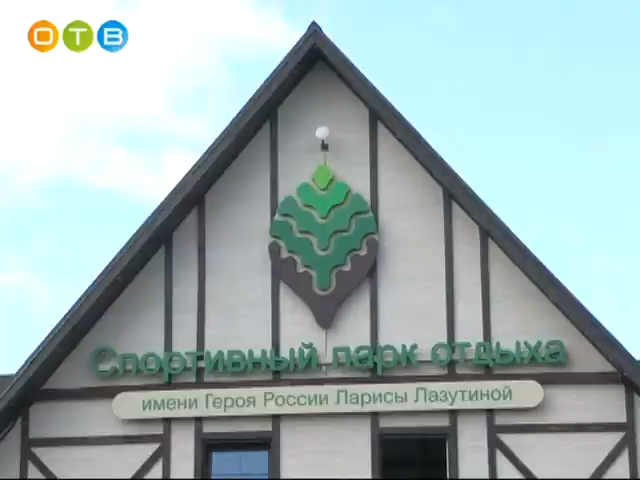 ОТВ
Спортивный парк отдыха
имени Героя России Ларисы Лазутиной